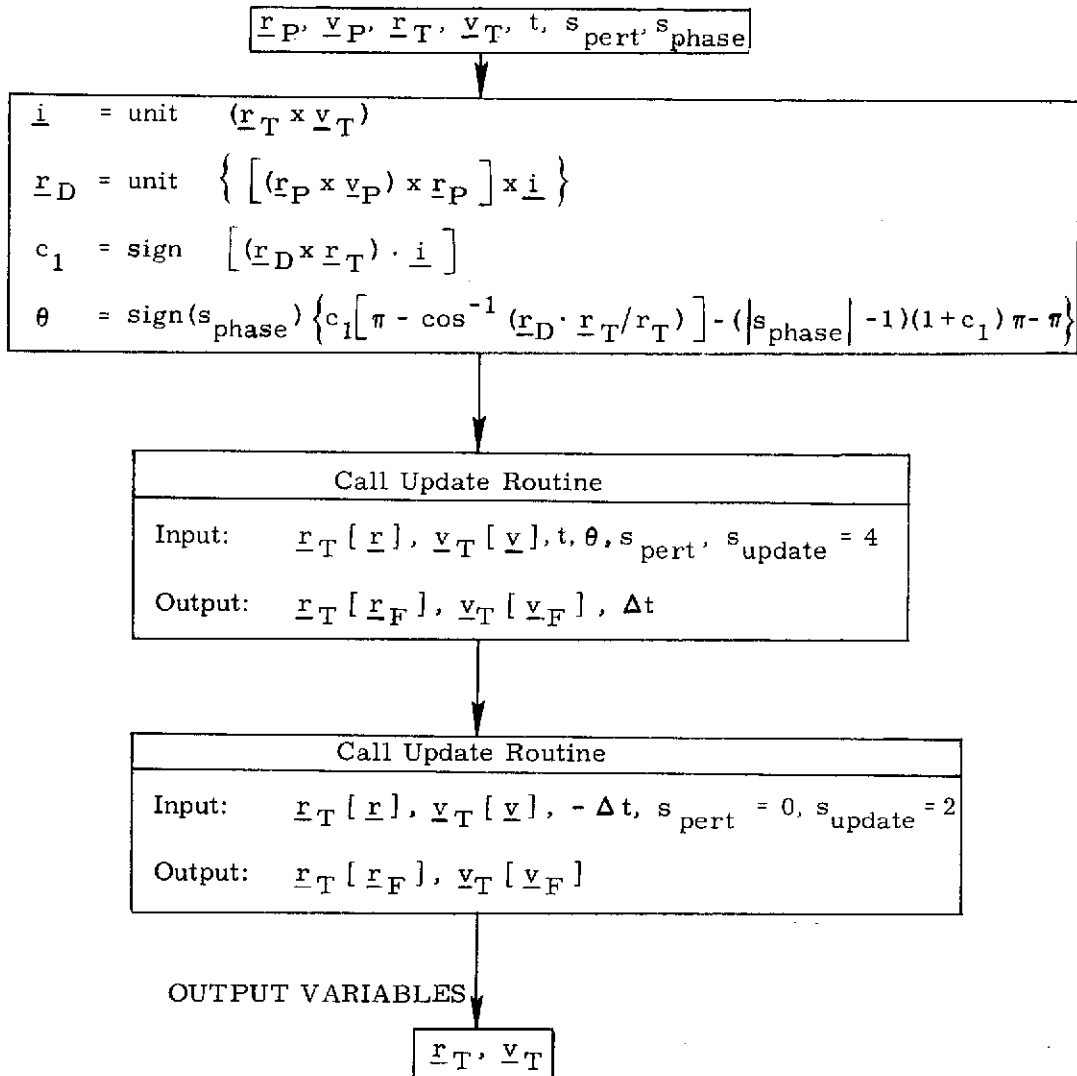 r_P, v_P, r_T, v_T, t, s_pert, s_phase
i = unit (r_T x v_T)
r_D = unit { [(r_P x v_P) x r_P] x i }
c_1 = sign [(r_D x r_T) · i]
θ = sign(s_phase) {c_1[π - cos^-1 (r_D · r_T/r_T)] - (|s_phase| -1)(1+c_1) π- π}
Call Update Routine
Input: r_T [r], v_T [v], t, θ, s_pert, s_update = 4
Output: r_T [r_F], v_T [v_F], Δt
Call Update Routine
Input: r_T [r], v_T [v], - Δt, s_pert = 0, s_update = 2
Output: r_T [r_F], v_T [v_F]
OUTPUT VARIABLES
r_T, v_T